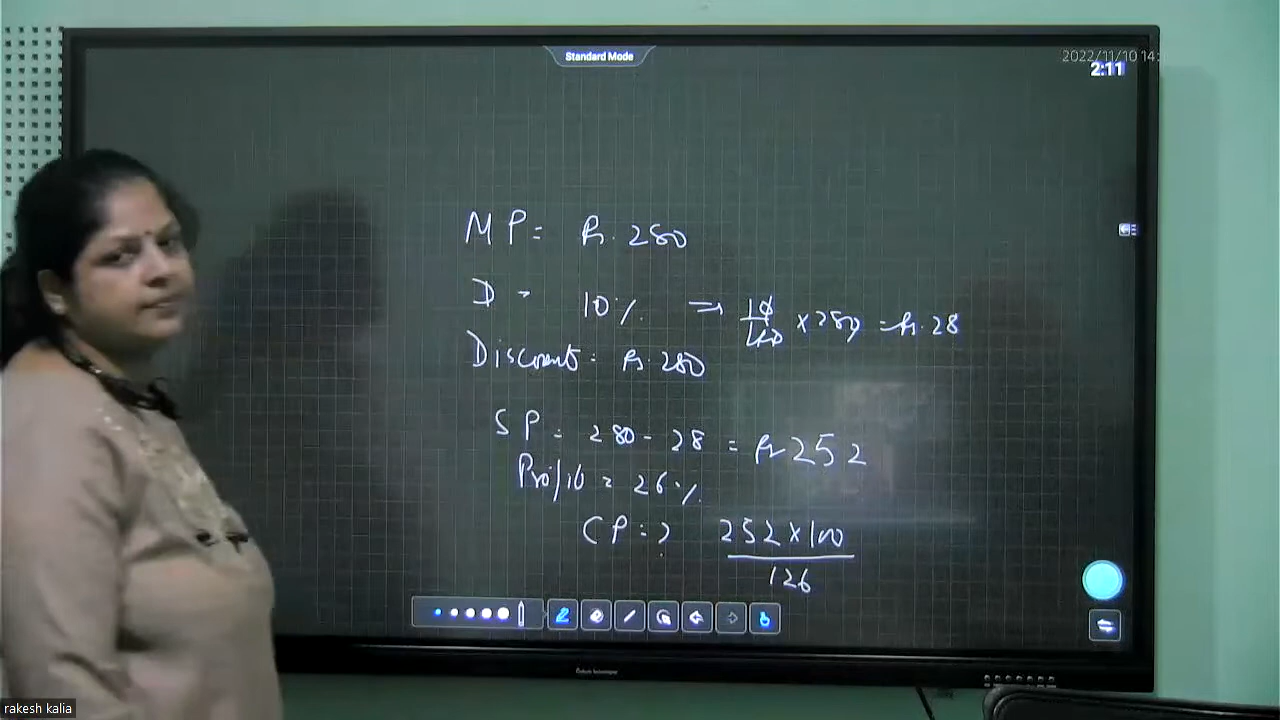 Standard Mode
2022/11/10 14:
2:11
MP = Rs. 280
D = 10% → 10/100 × 280 = Rs. 28
Discount = Rs. 280
SP = 280 - 28 = Rs 252
Profit = 26%
CP = ? 252 × 100
126
rakesh kalia